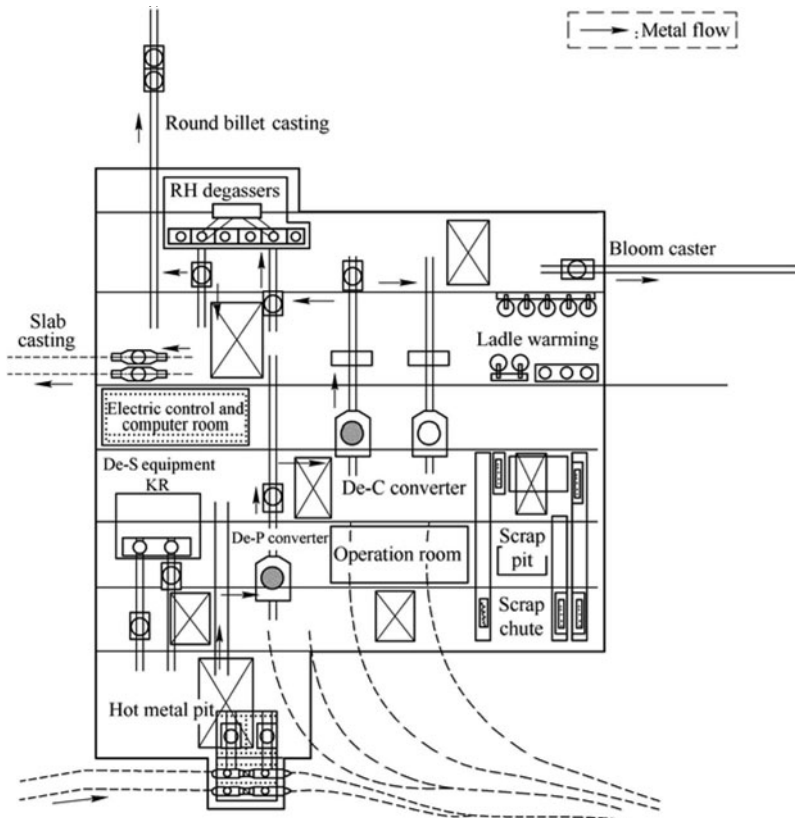 : Metal flow
Round billet casting
RH degassers
Bloom caster
Slab
casting
Ladle warming
Electric control and
computer room
De-S equipment
KR
De-C converter
De-P converter
Operation room
Scrap
pit
Scrap
chute
Hot metal pit